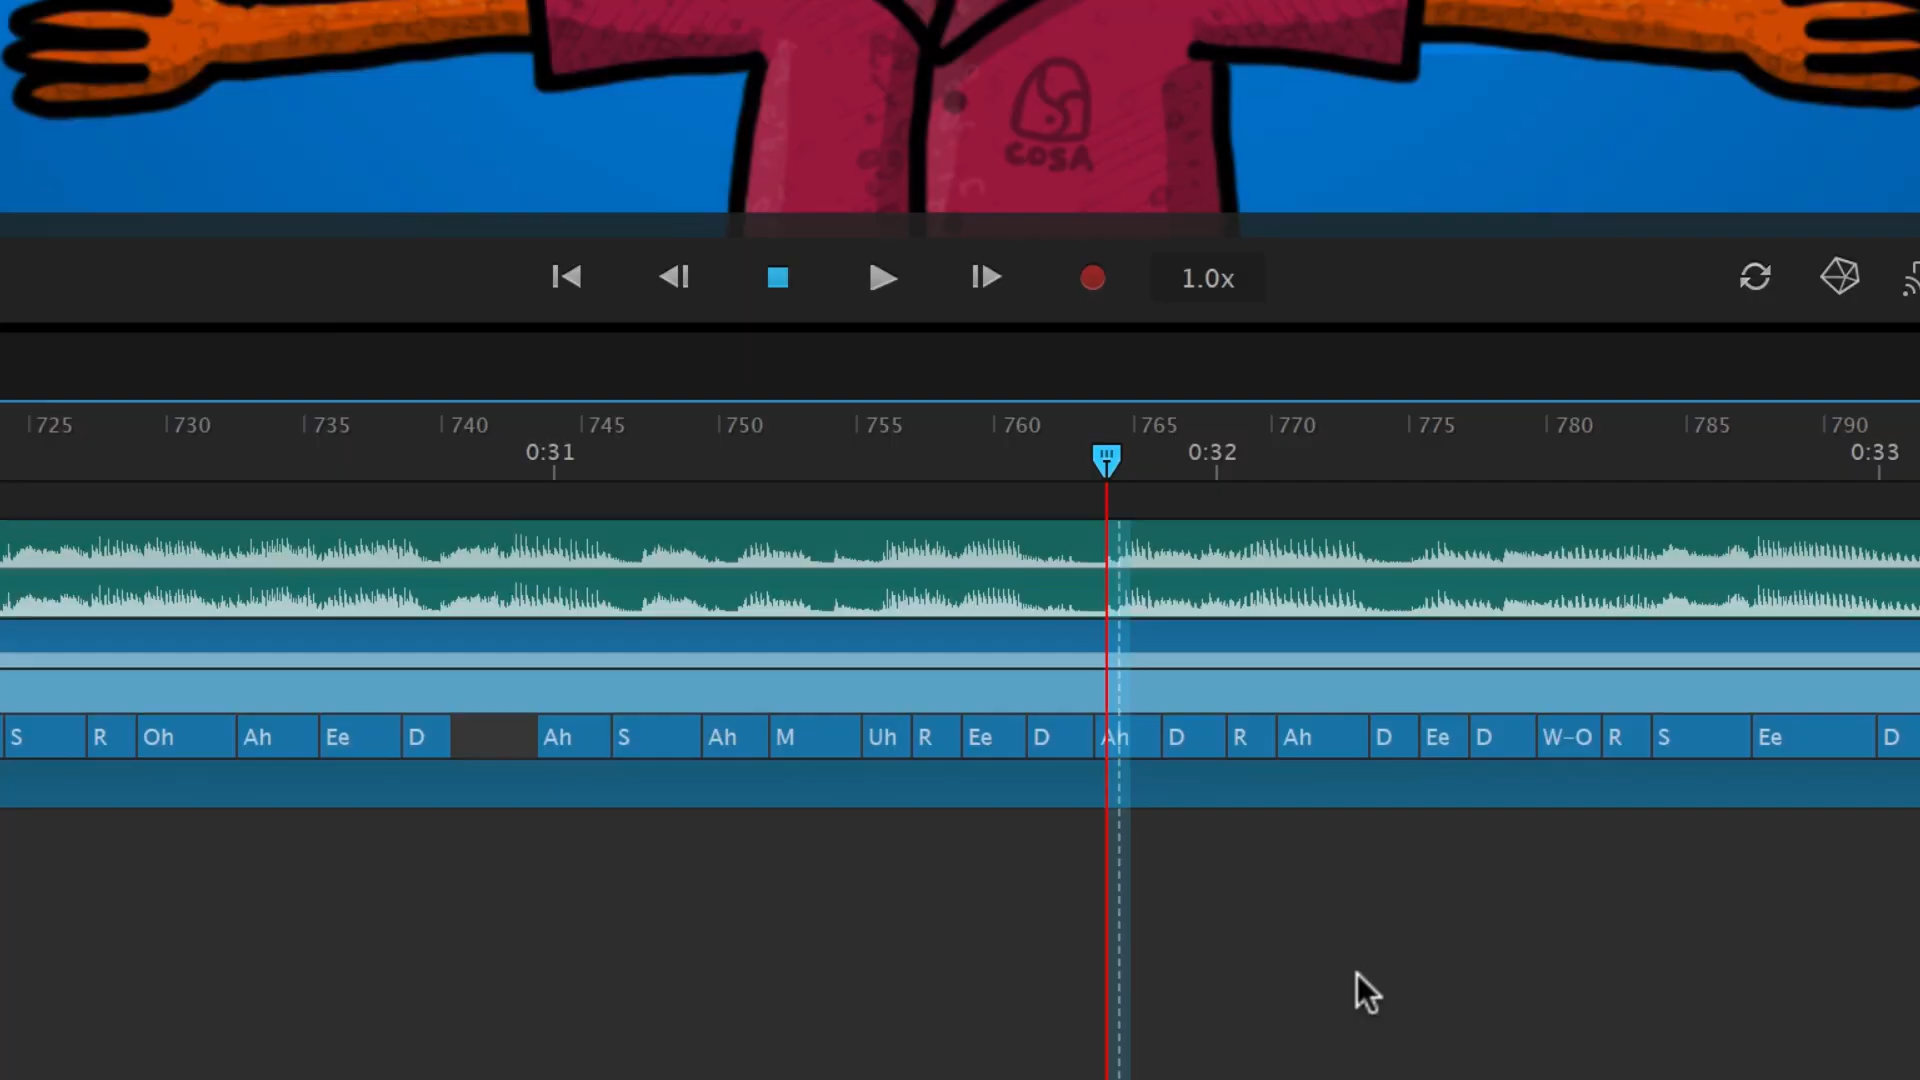 COSA
1.0x
725 730 735 740 745 750 755 760 765 770 775 780 785 790
0:31 0:32 0:33
S R Oh Ah Ee D Ah S Ah M Uh R Ee D Ah D R Ah D Ee D W-O R S Ee D